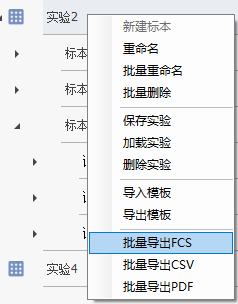 实验2
新建标本
重命名
标本
批量重命名
标本
批量删除
标本
保存实验
加载实验
删除实验
导入模板
导出模板
批量导出FCS
实验4
批量导出CSV
批量导出PDF